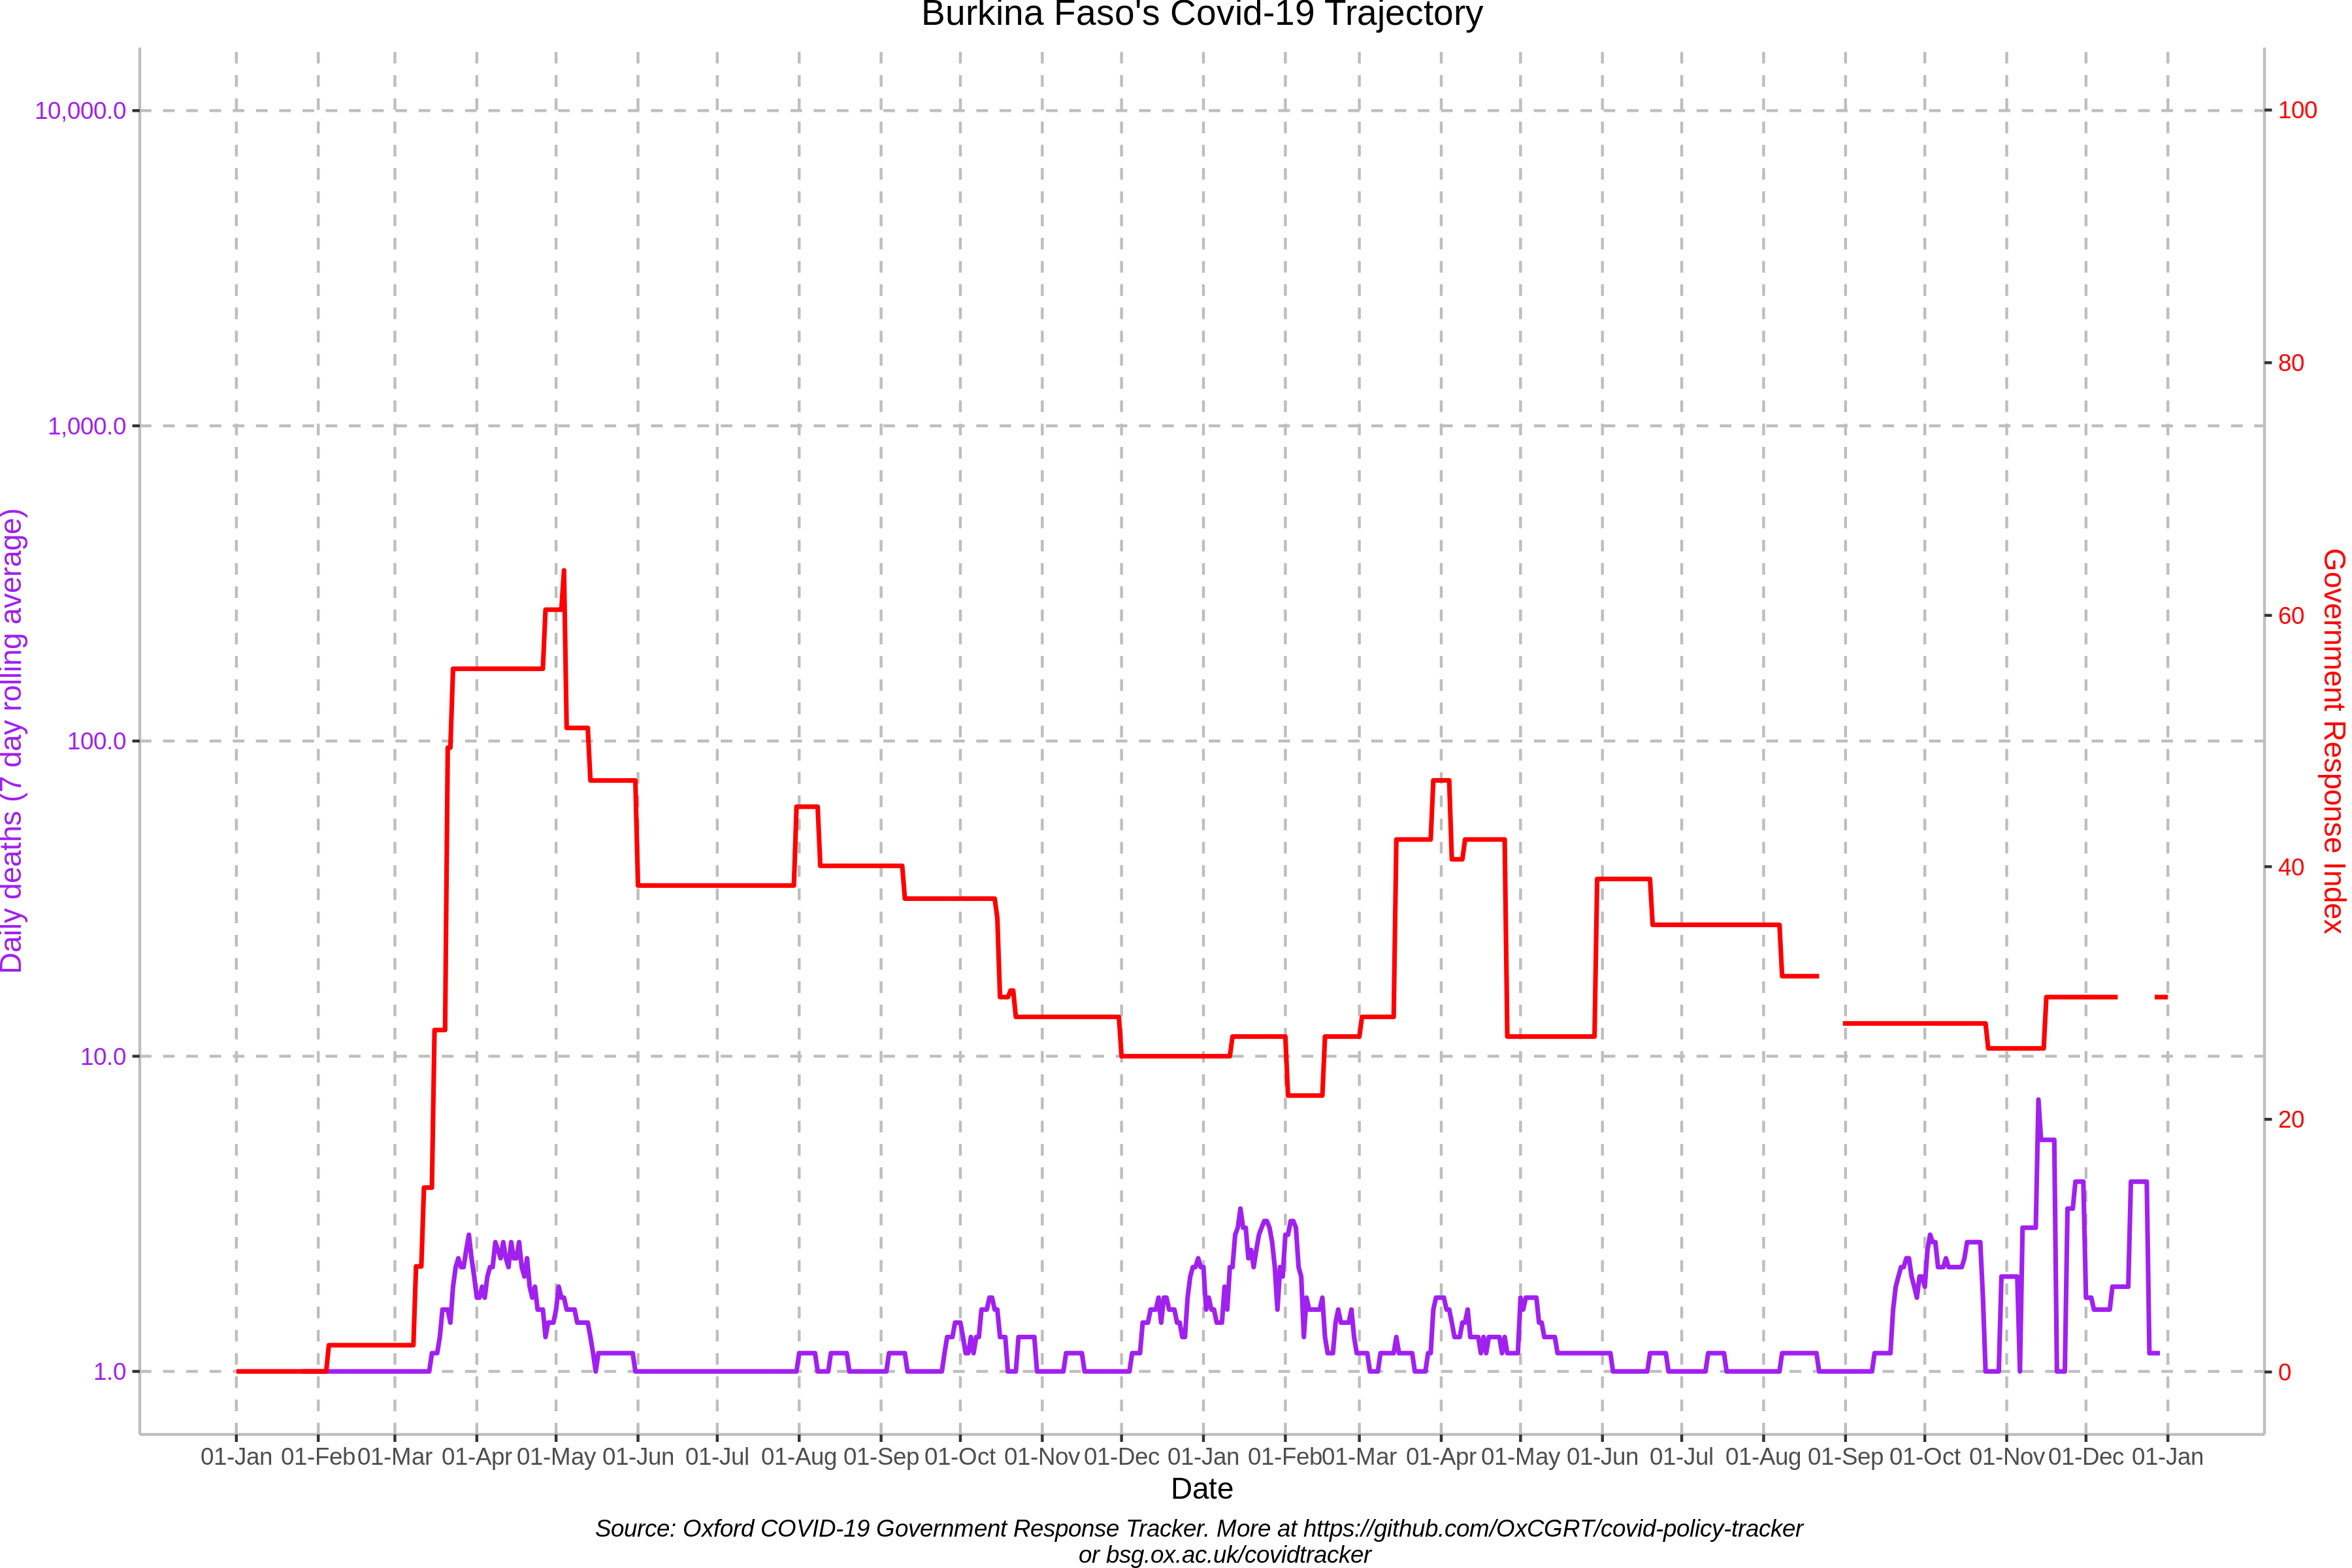 Burkina Faso's Covid-19 Trajectory
10,000.0
1,000.0
100.0
10.0
1.0
Daily deaths (7 day rolling average)
100
80
60
40
20
0
Government Response Index
01-Jan 01-Feb 01-Mar 01-Apr 01-May 01-Jun 01-Jul 01-Aug 01-Sep 01-Oct 01-Nov 01-Dec 01-Jan 01-Feb 01-Mar 01-Apr 01-May 01-Jun 01-Jul 01-Aug 01-Sep 01-Oct 01-Nov 01-Dec 01-Jan
Date
Source: Oxford COVID-19 Government Response Tracker. More at https://github.com/OxCGRT/covid-policy-tracker
or bsg.ox.ac.uk/covidtracker